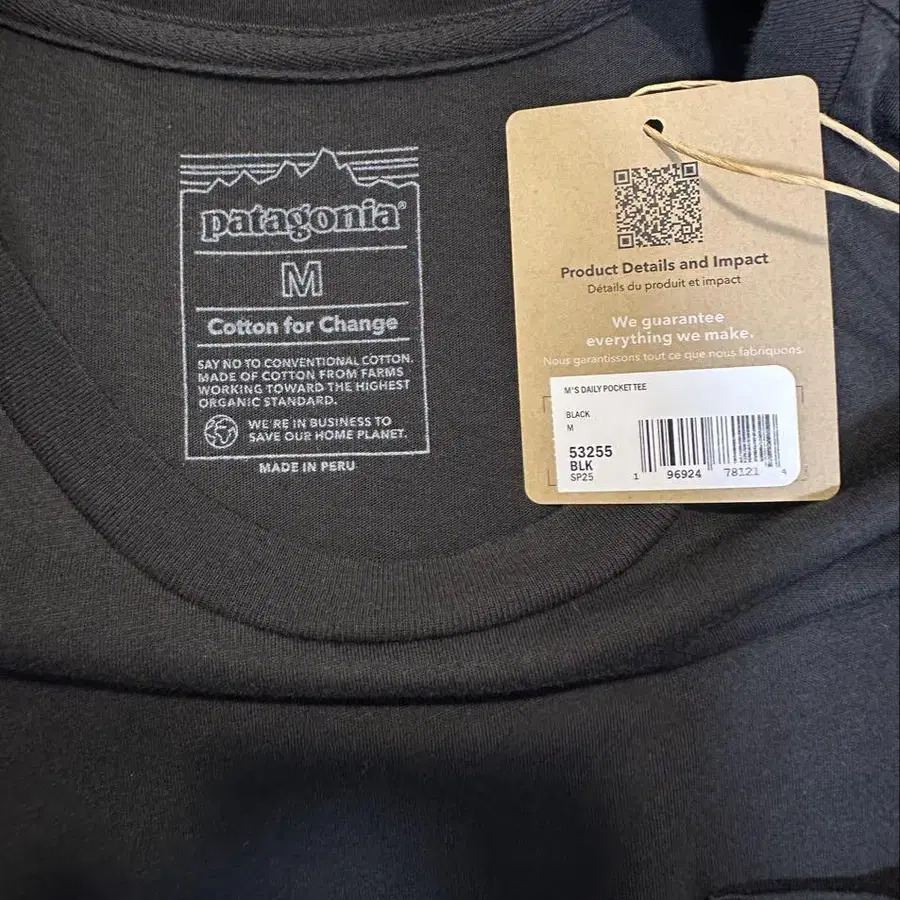 patagonia®
M
Cotton for Change
SAY NO TO CONVENTIONAL COTTON.
MADE OF COTTON FROM FARMS
WORKING TOWARD THE HIGHEST
ORGANIC STANDARD.
WE'RE IN BUSINESS TO
SAVE OUR HOME PLANET.
MADE IN PERU
Product Details and Impact
Détails du produit et impact
We guarantee
everything we make.
Nous garantissons tout ce que nous fabriquons.
M'S DAILY POCKET TEE
BLACK
M
53255
BLK
SP25
1 96924 78121 4